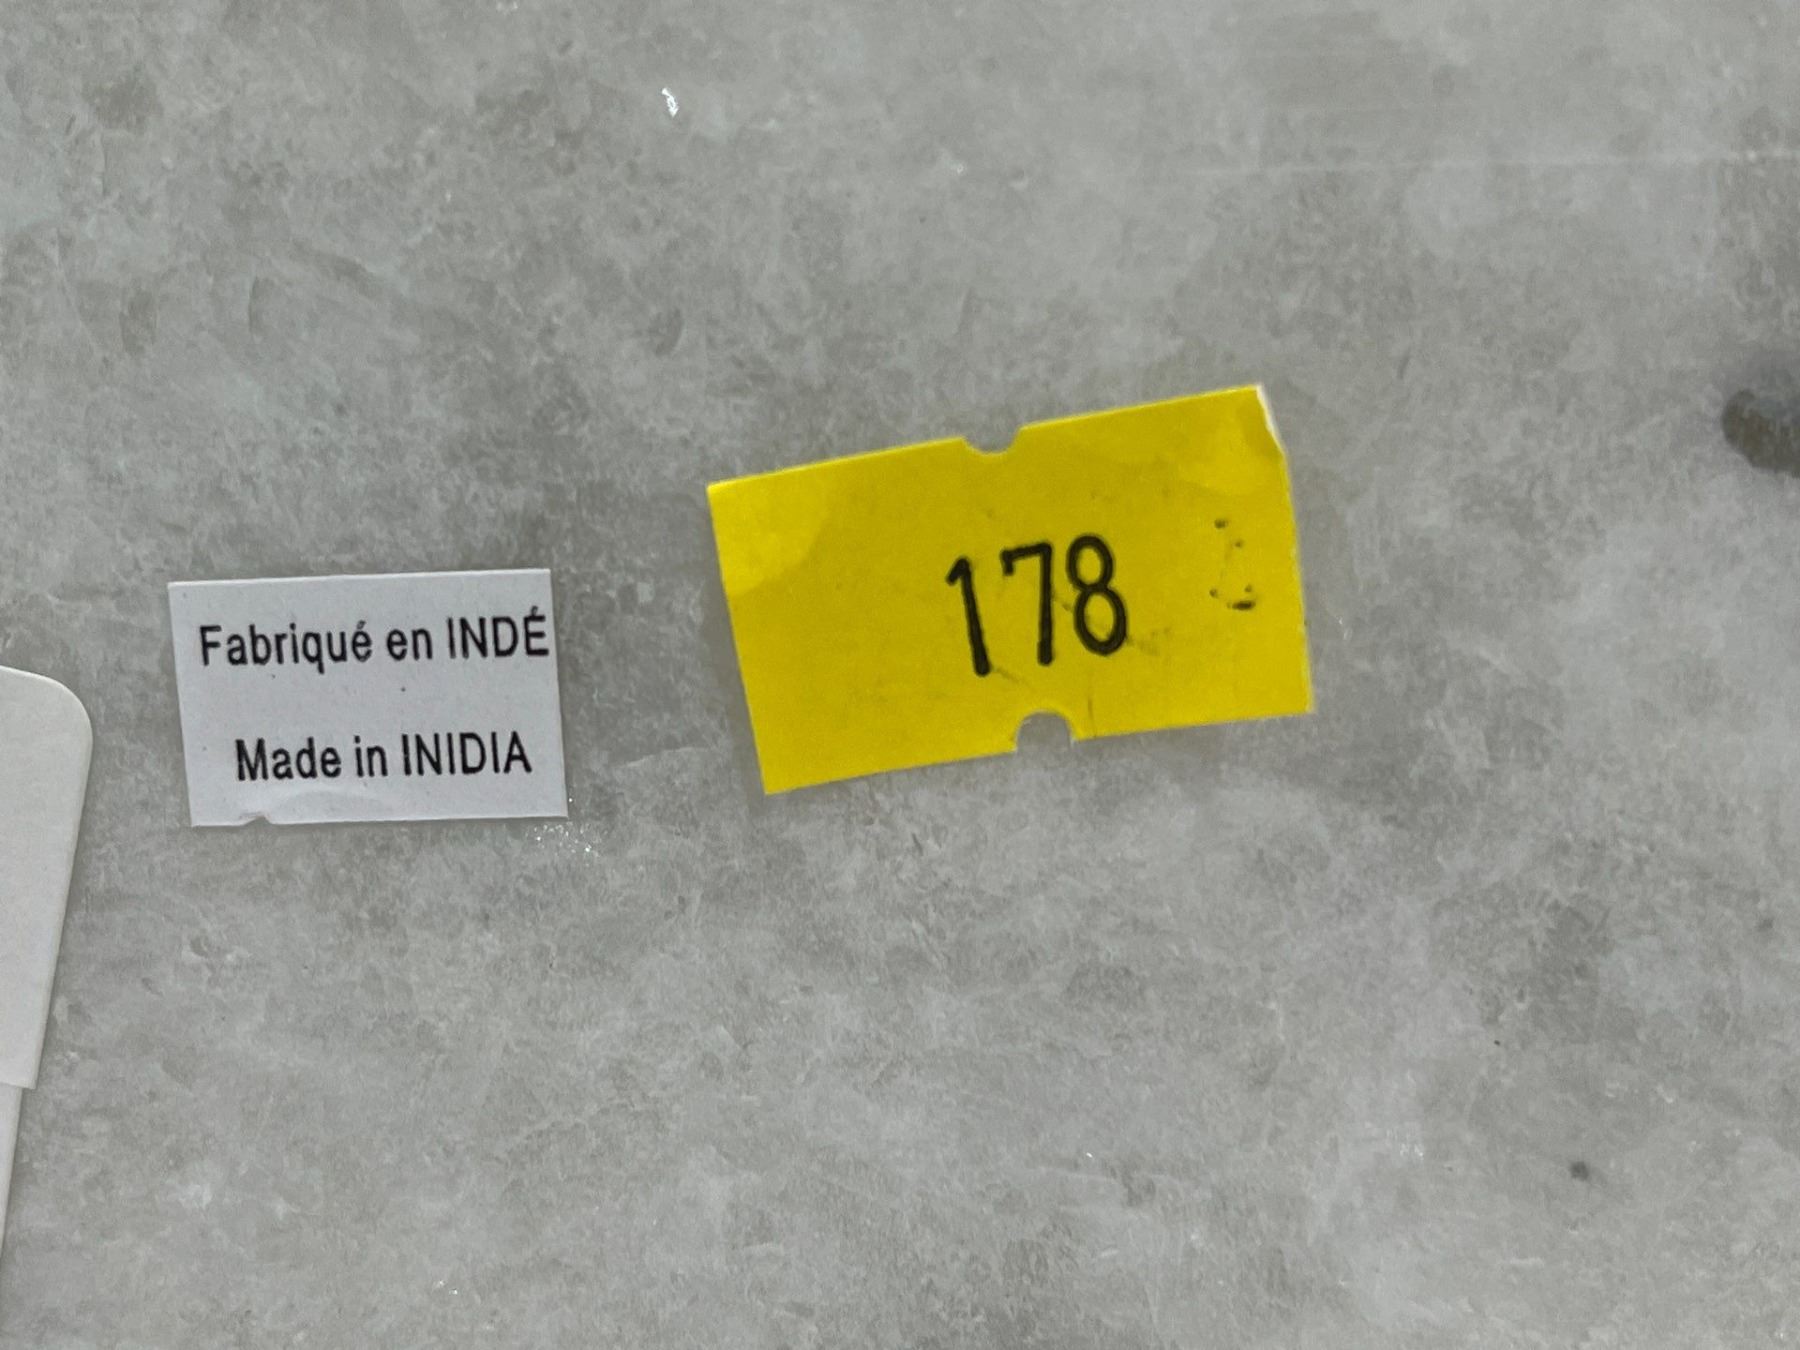 Fabriqué en INDÉ
Made in INIDIA
178